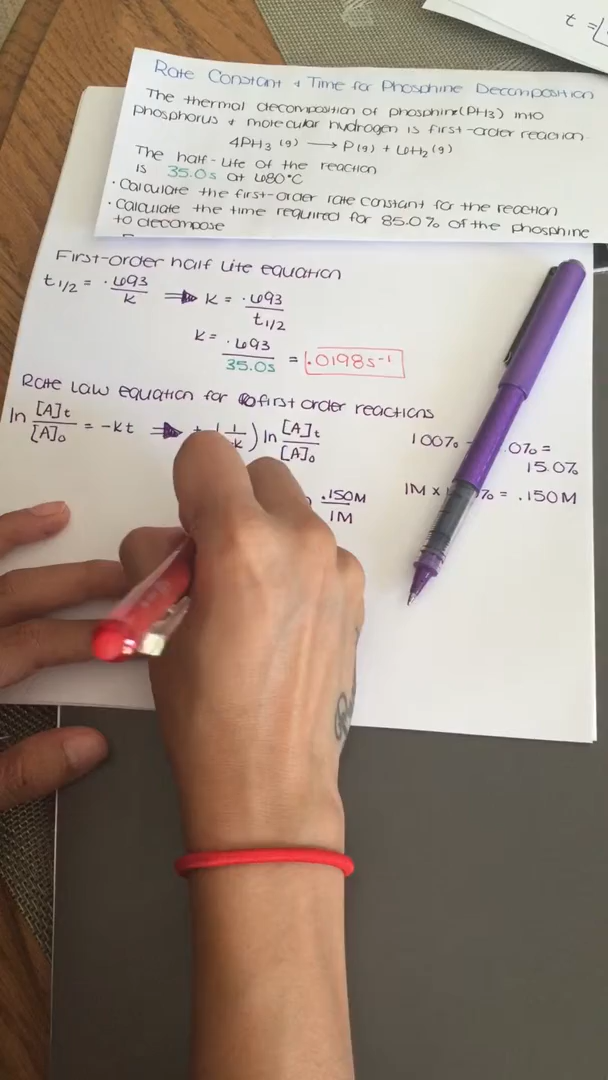 t =
Rate Constant & Time for Phosphine Decomposition
The thermal decomposition of phosphine (PH3) into
phosphorus & molecular hydrogen is first-order reaction
4PH3 (g) → P(g) + 6H2 (g)
The half-life of the reaction
is 35.0s at 680°C
• Calculate the first-order rate constant for the reaction
• Calculate the time required for 85.0% of the phosphine
to decompose
First-order half life equation
t1/2 = .693/K ⇒ K = .693/t1/2
K = .693/35.0s = .0198s⁻¹
Rate Law equation for first order reactions
ln [A]t/[A]o = -kt ⇒ (1/-k) ln [A]t/[A]o
100% .0% =
15.0%
.150M/1M
1M x % = .150M